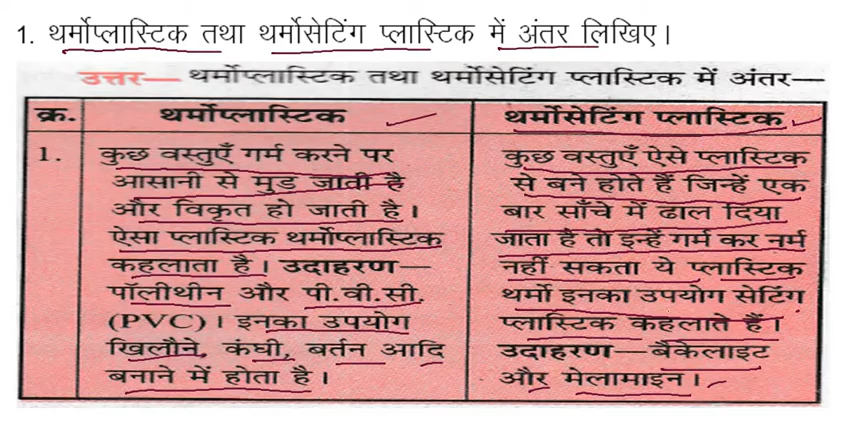 1. थर्मोप्लास्टिक तथा थर्मोसेटिंग प्लास्टिक में अंतर लिखिए।
उत्तर— थर्मोप्लास्टिक तथा थर्मोसेटिंग प्लास्टिक में अंतर—
क्र. थर्मोप्लास्टिक थर्मोसेटिंग प्लास्टिक
1. कुछ वस्तुएँ गर्म करने पर
आसानी से मुड जाती है
और विकृत हो जाती है।
ऐसा प्लास्टिक थर्मोप्लास्टिक
कहलाता है। उदाहरण—
पॉलीथीन और पी.वी.सी.
(PVC)। इनका उपयोग
खिलौने, कंघी, बर्तन आदि
बनाने में होता है।
कुछ वस्तुएँ ऐसे प्लास्टिक
से बने होते हैं जिन्हें एक
बार साँचे में ढाल दिया
जाता है तो इन्हें गर्म कर नर्म
नहीं सकता ये प्लास्टिक
थर्मो इनका उपयोग सेटिंग
प्लास्टिक कहलाते हैं।
उदाहरण—बैकेलाइट
और मेलामाइन।